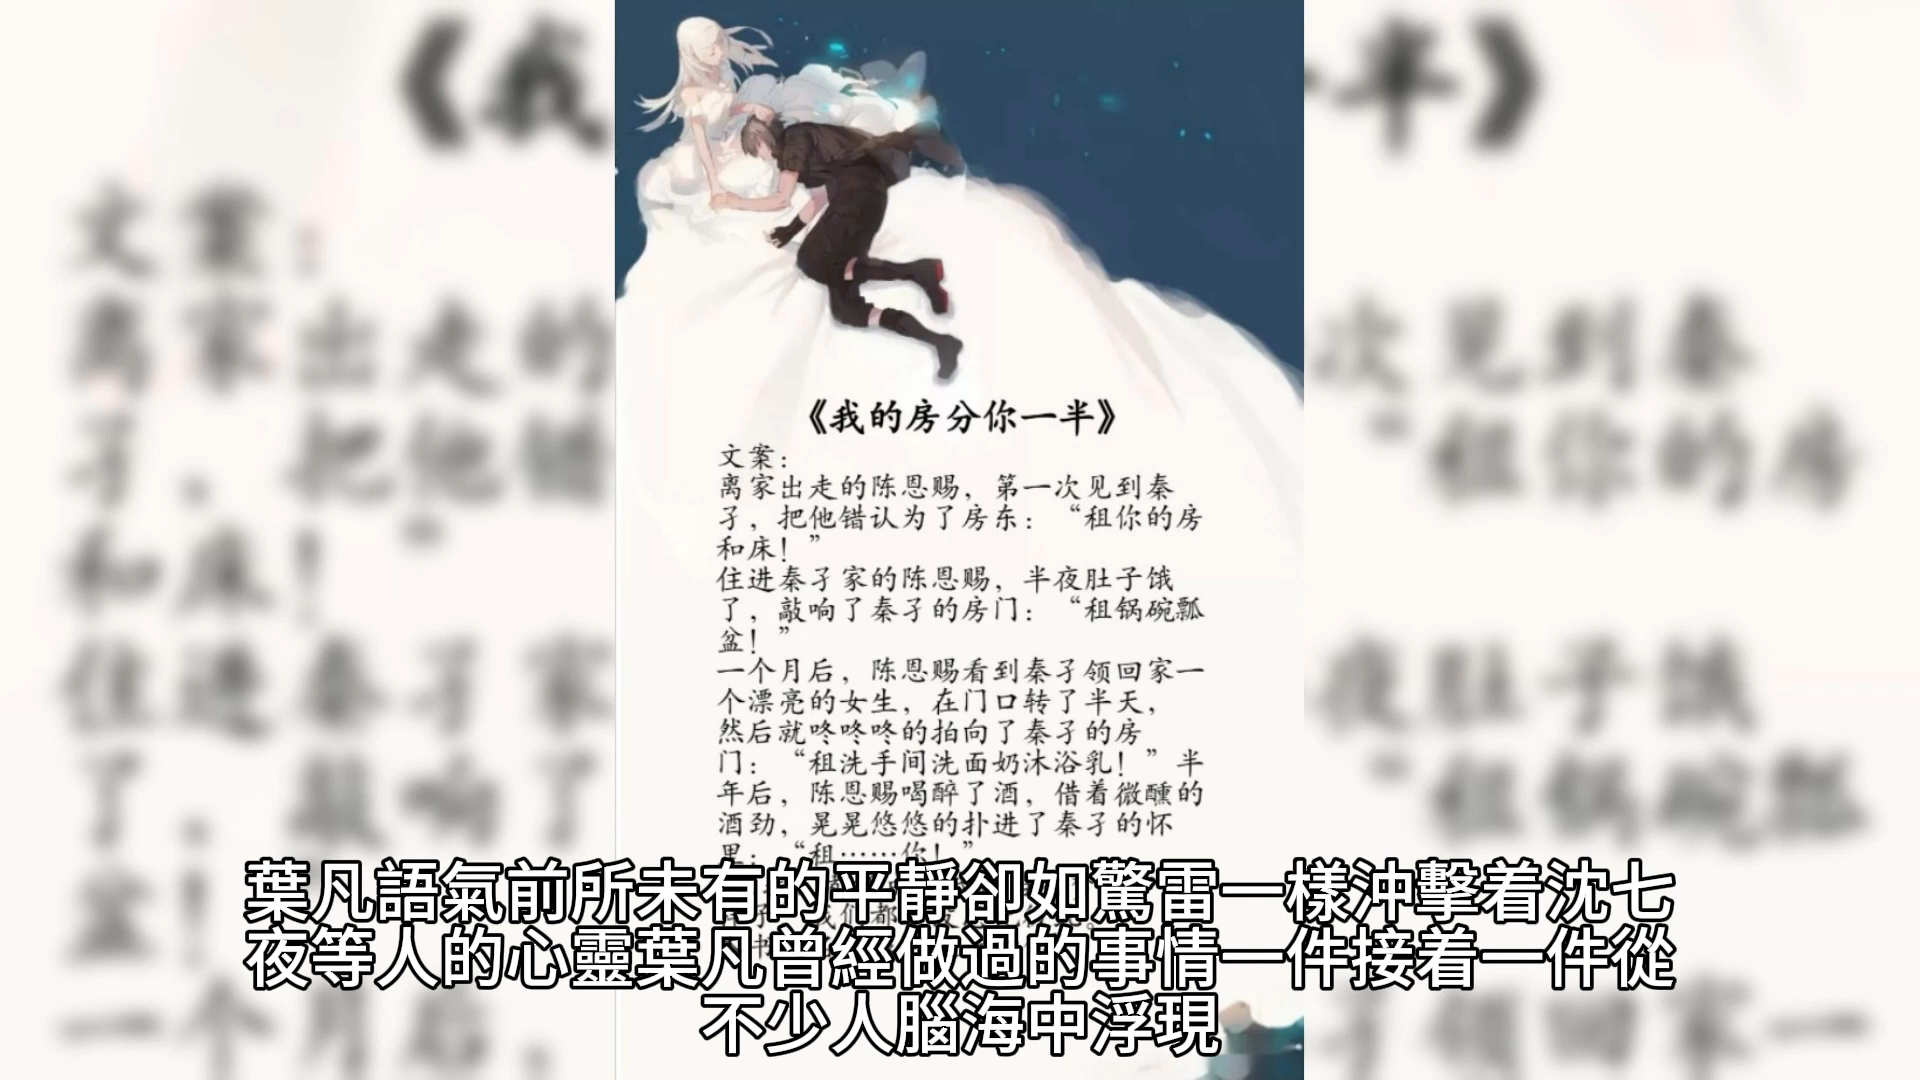 《我的房分你一半》
文案：
离家出走的陈恩赐，第一次见到秦
孑，把他错认为了房东：“租你的房
和床！”
住进秦孑家的陈恩赐，半夜肚子饿
了，敲响了秦孑的房门：“租锅碗瓢
盆！”
一个月后，陈恩赐看到秦孑领回家一
个漂亮的女生，在门口转了半天，
然后就咚咚咚的拍向了秦孑的房
门：“租洗手间洗面奶沐浴乳！”半
年后，陈恩赐喝醉了酒，借着微醺的
酒劲，晃晃悠悠的扑进了秦孑的怀
里：“租……你！”
葉凡語氣前所未有的平靜卻如驚雷一樣沖擊着沈七
夜等人的心靈葉凡曾經做過的事情一件接着一件從
不少人腦海中浮現